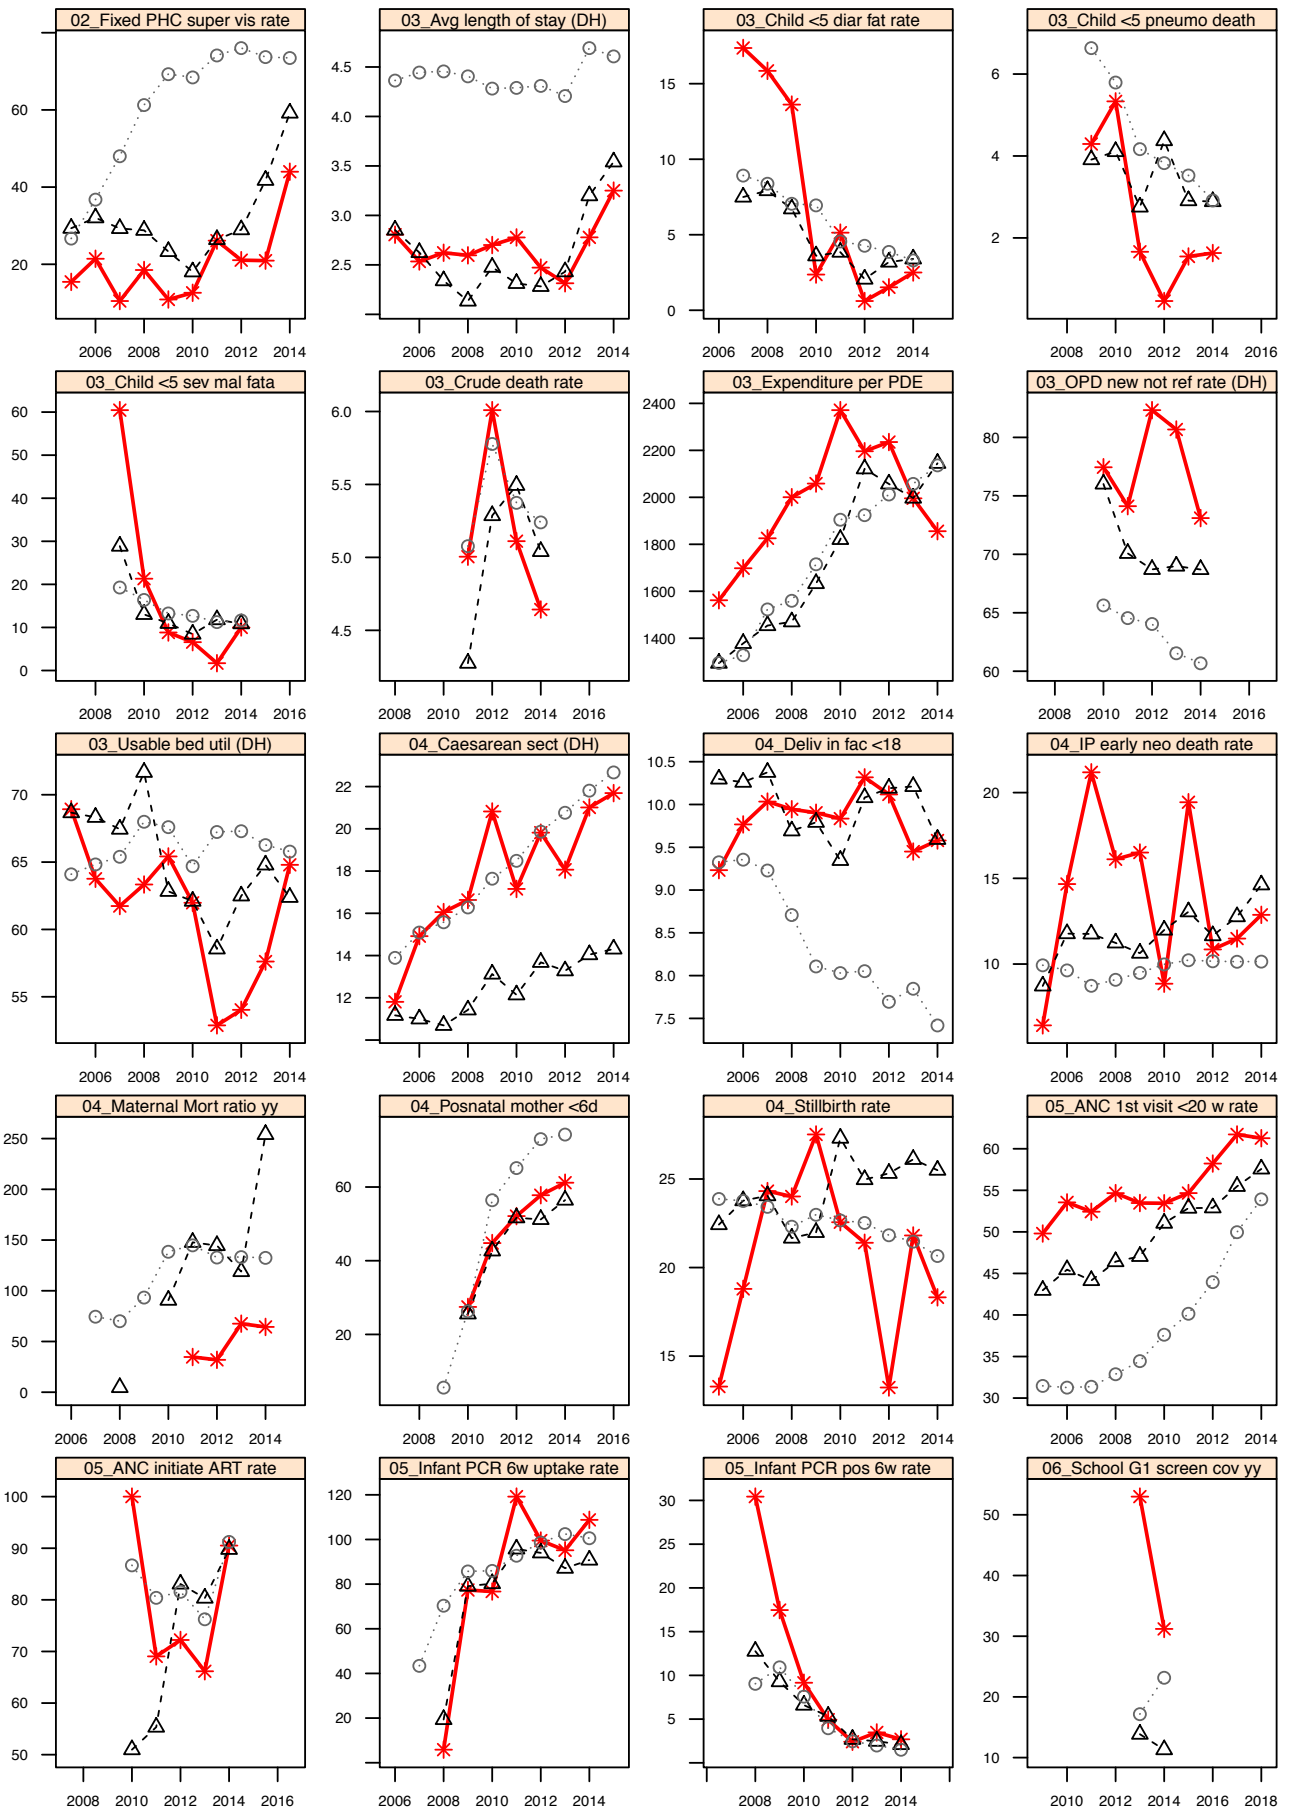 02_Fixed PHC super vis rate
20 40 60
2006 2008 2010 2012 2014
03_Avg length of stay (DH)
2.5 3.0 3.5 4.0 4.5
2006 2008 2010 2012 2014
03_Child <5 diar fat rate
0 5 10 15
2006 2008 2010 2012 2014
03_Child <5 pneumo death
2 4 6
2008 2010 2012 2014 2016
03_Child <5 sev mal fata
0 10 20 30 40 50 60
2008 2010 2012 2014 2016
03_Crude death rate
4.5 5.0 5.5 6.0
2008 2010 2012 2014 2016
03_Expenditure per PDE
1400 1600 1800 2000 2200 2400
2006 2008 2010 2012 2014
03_OPD new not ref rate (DH)
60 65 70 75 80
2008 2010 2012 2014 2016
03_Usable bed util (DH)
55 60 65 70
2006 2008 2010 2012 2014
04_Caesarean sect (DH)
12 14 16 18 20 22
2006 2008 2010 2012 2014
04_Deliv in fac <18
7.5 8.0 8.5 9.0 9.5 10.0 10.5
2006 2008 2010 2012 2014
04_IP early neo death rate
10 15 20
2006 2008 2010 2012 2014
04_Maternal Mort ratio yy
0 50 100 150 200 250
2006 2008 2010 2012 2014
04_Posnatal mother <6d
20 40 60
2008 2010 2012 2014 2016
04_Stillbirth rate
15 20 25
2006 2008 2010 2012 2014
05_ANC 1st visit <20 w rate
30 35 40 45 50 55 60
2006 2008 2010 2012 2014
05_ANC initiate ART rate
50 60 70 80 90 100
2008 2010 2012 2014 2016
05_Infant PCR 6w uptake rate
20 40 60 80 100 120
2006 2008 2010 2012 2014
05_Infant PCR pos 6w rate
5 10 15 20 25 30
2008 2010 2012 2014
06_School G1 screen cov yy
10 20 30 40 50
2010 2012 2014 2016 2018